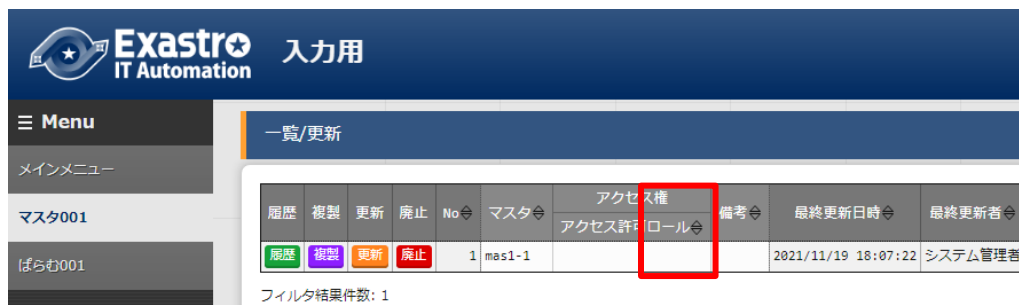 Exastro
IT Automation
入力用
Menu
メインメニュー
マスタ001
ぱらむ001
一覧/更新
履歴 複製 更新 廃止 No マスタ アクセス権 備考 最終更新日時 最終更新者
アクセス許可ロール
履歴 複製 更新 廃止 1 mas1-1 2021/11/19 18:07:22 システム管理者
フィルタ結果件数: 1